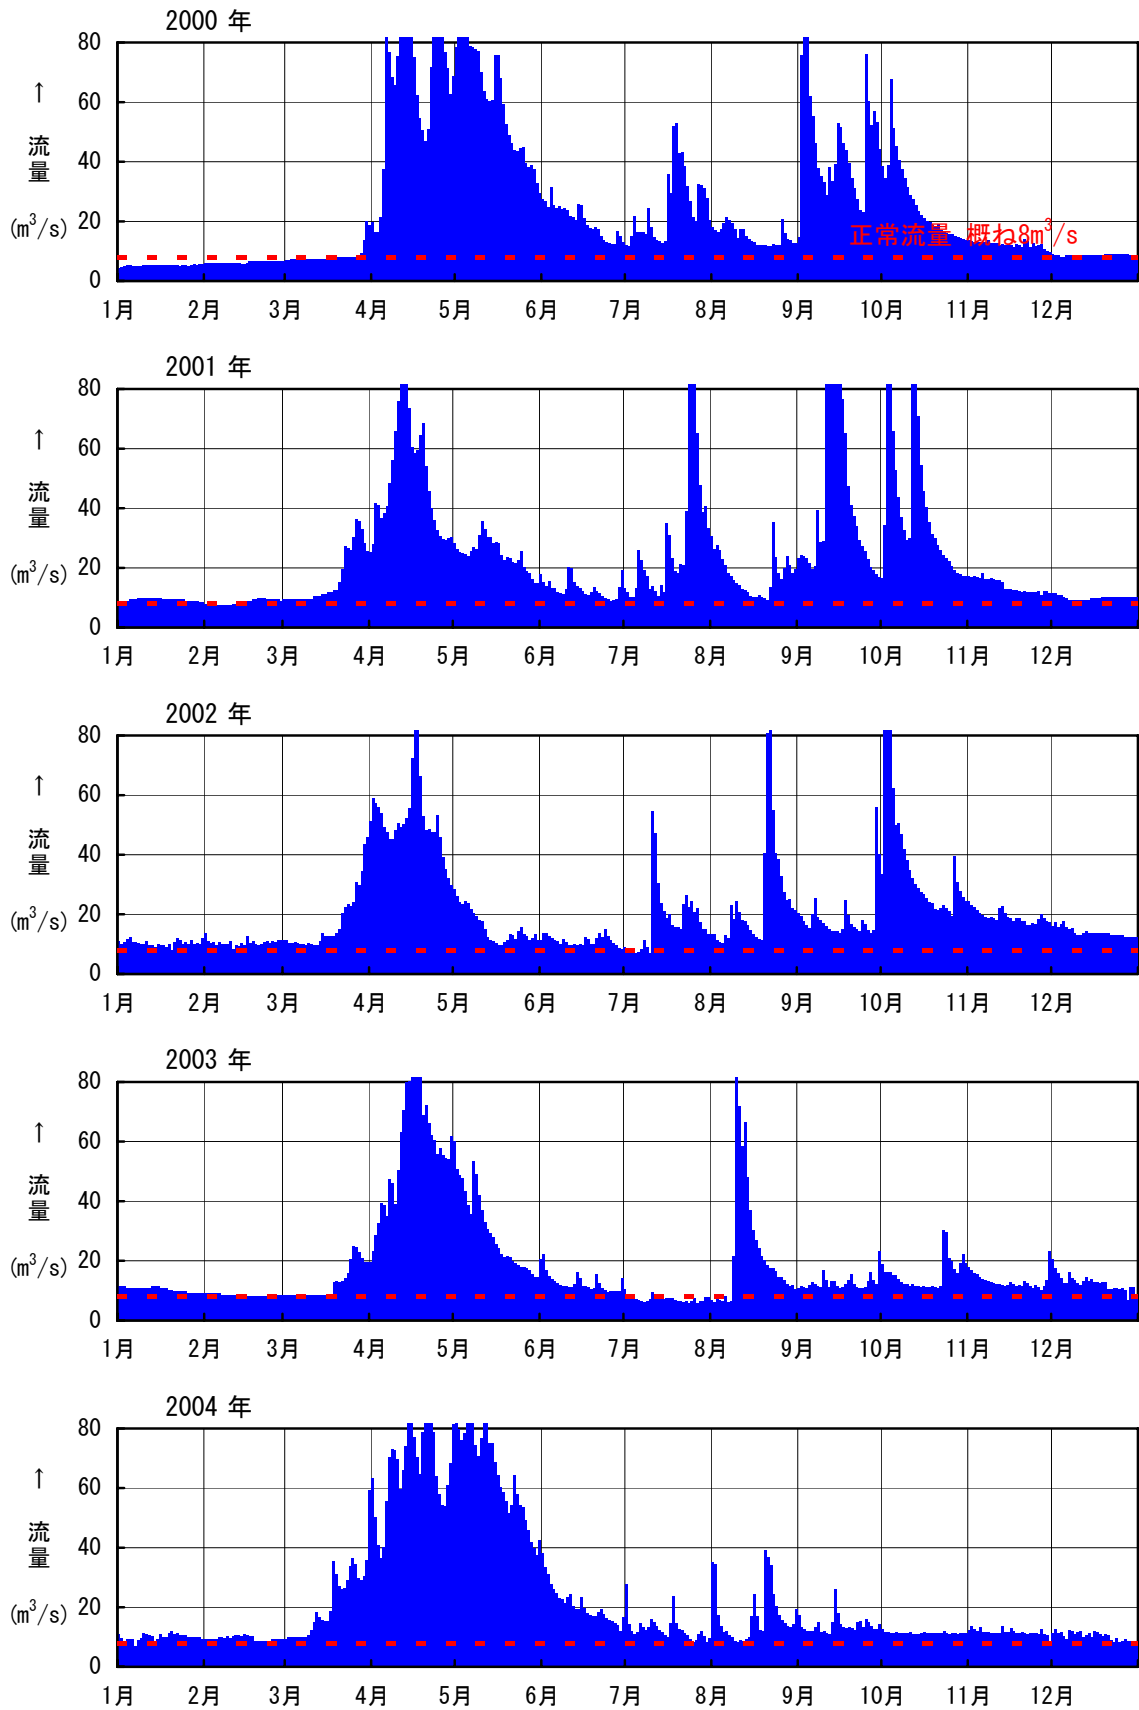 2000 年
80
60
40
20
0
↑
流
量
(m³/s)
正常流量 概ね8m³/s
1月 2月 3月 4月 5月 6月 7月 8月 9月 10月 11月 12月
2001 年
80
60
40
20
0
↑
流
量
(m³/s)
1月 2月 3月 4月 5月 6月 7月 8月 9月 10月 11月 12月
2002 年
80
60
40
20
0
↑
流
量
(m³/s)
1月 2月 3月 4月 5月 6月 7月 8月 9月 10月 11月 12月
2003 年
80
60
40
20
0
↑
流
量
(m³/s)
1月 2月 3月 4月 5月 6月 7月 8月 9月 10月 11月 12月
2004 年
80
60
40
20
0
↑
流
量
(m³/s)
1月 2月 3月 4月 5月 6月 7月 8月 9月 10月 11月 12月